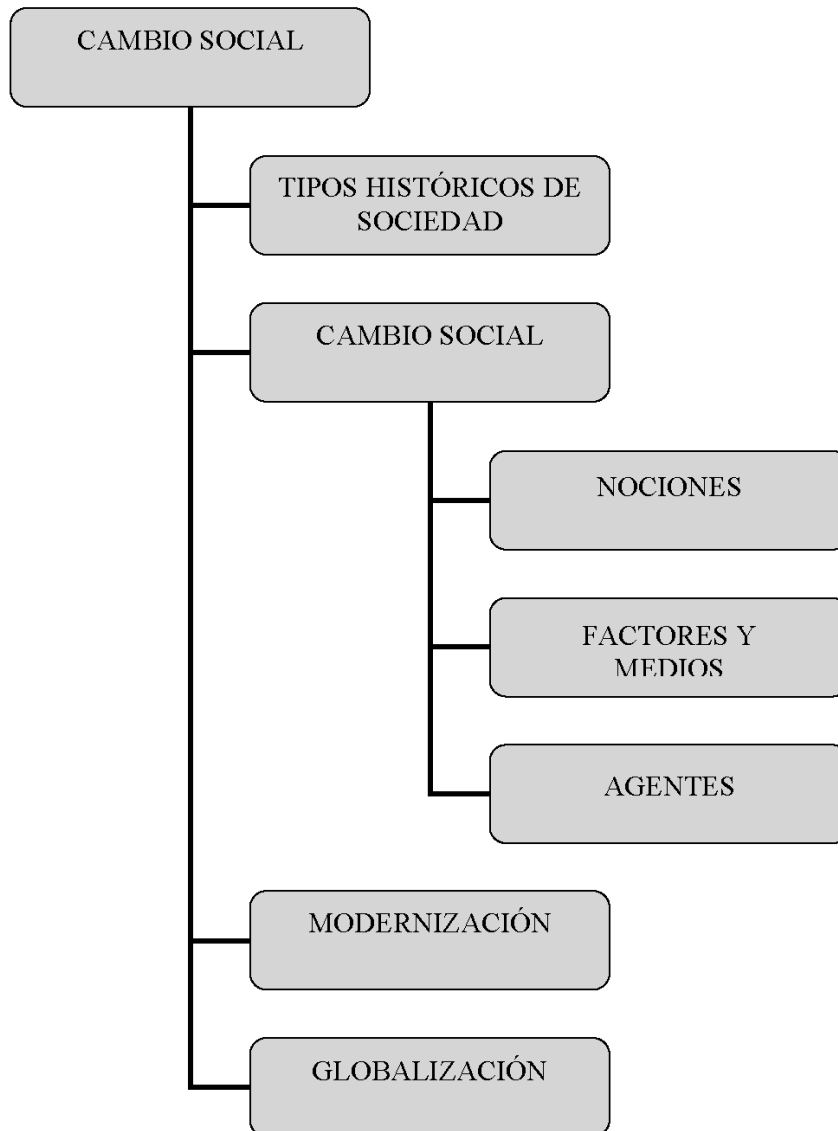 CAMBIO SOCIAL
TIPOS HISTÓRICOS DE
SOCIEDAD
CAMBIO SOCIAL
NOCIONES
FACTORES Y
MEDIOS
AGENTES
MODERNIZACIÓN
GLOBALIZACIÓN